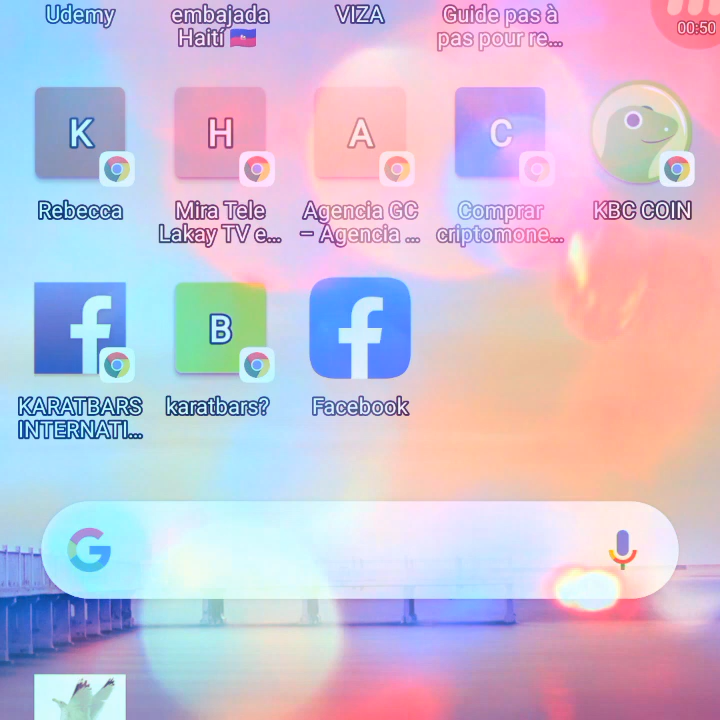 Udemy
embajada
Haití 🇭🇹
VIZA
Guide pas à
pas pour re...
00:50
K
H
A
C
Rebecca
Mira Tele
Lakay TV e...
Agencia GC
– Agencia ...
Comprar
criptomone...
KBC COIN
f
B
f
KARATBARS
INTERNATI...
karatbars?
Facebook
G